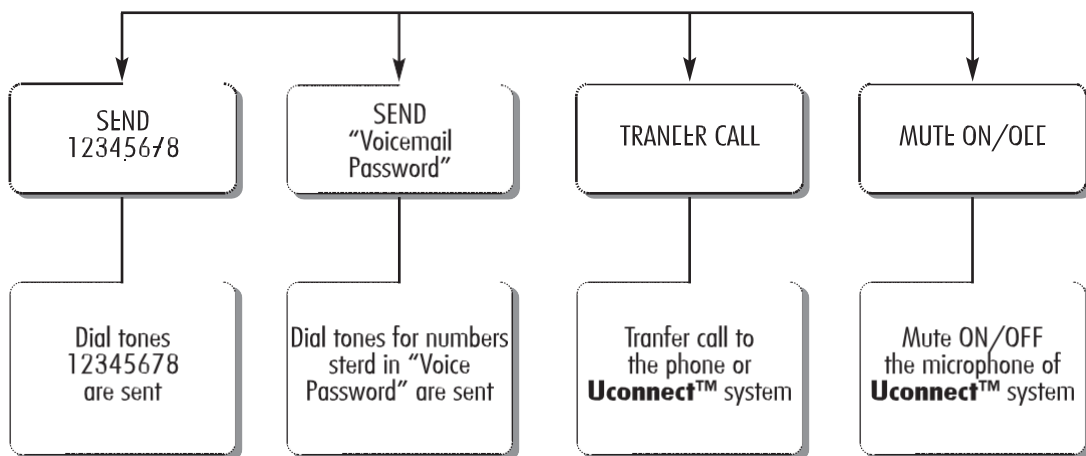 SEND
12345678
SEND
“Voicemail
Password”
TRANCER CALL
MUTE ON/OFF
Dial tones
12345678
are sent
Dial tones for numbers
sterd in “Voice
Password” are sent
Tranfer call to
the phone or
Uconnect™ system
Mute ON/OFF
the microphone of
Uconnect™ system